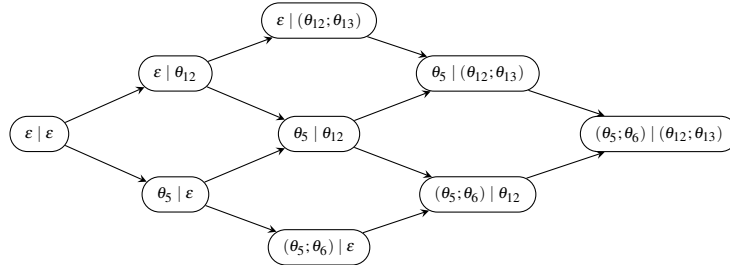 ε | (θ₁₂;θ₁₃)
ε | θ₁₂
θ₅ | (θ₁₂;θ₁₃)
ε | ε
θ₅ | θ₁₂
(θ₅;θ₆) | (θ₁₂;θ₁₃)
θ₅ | ε
(θ₅;θ₆) | θ₁₂
(θ₅;θ₆) | ε